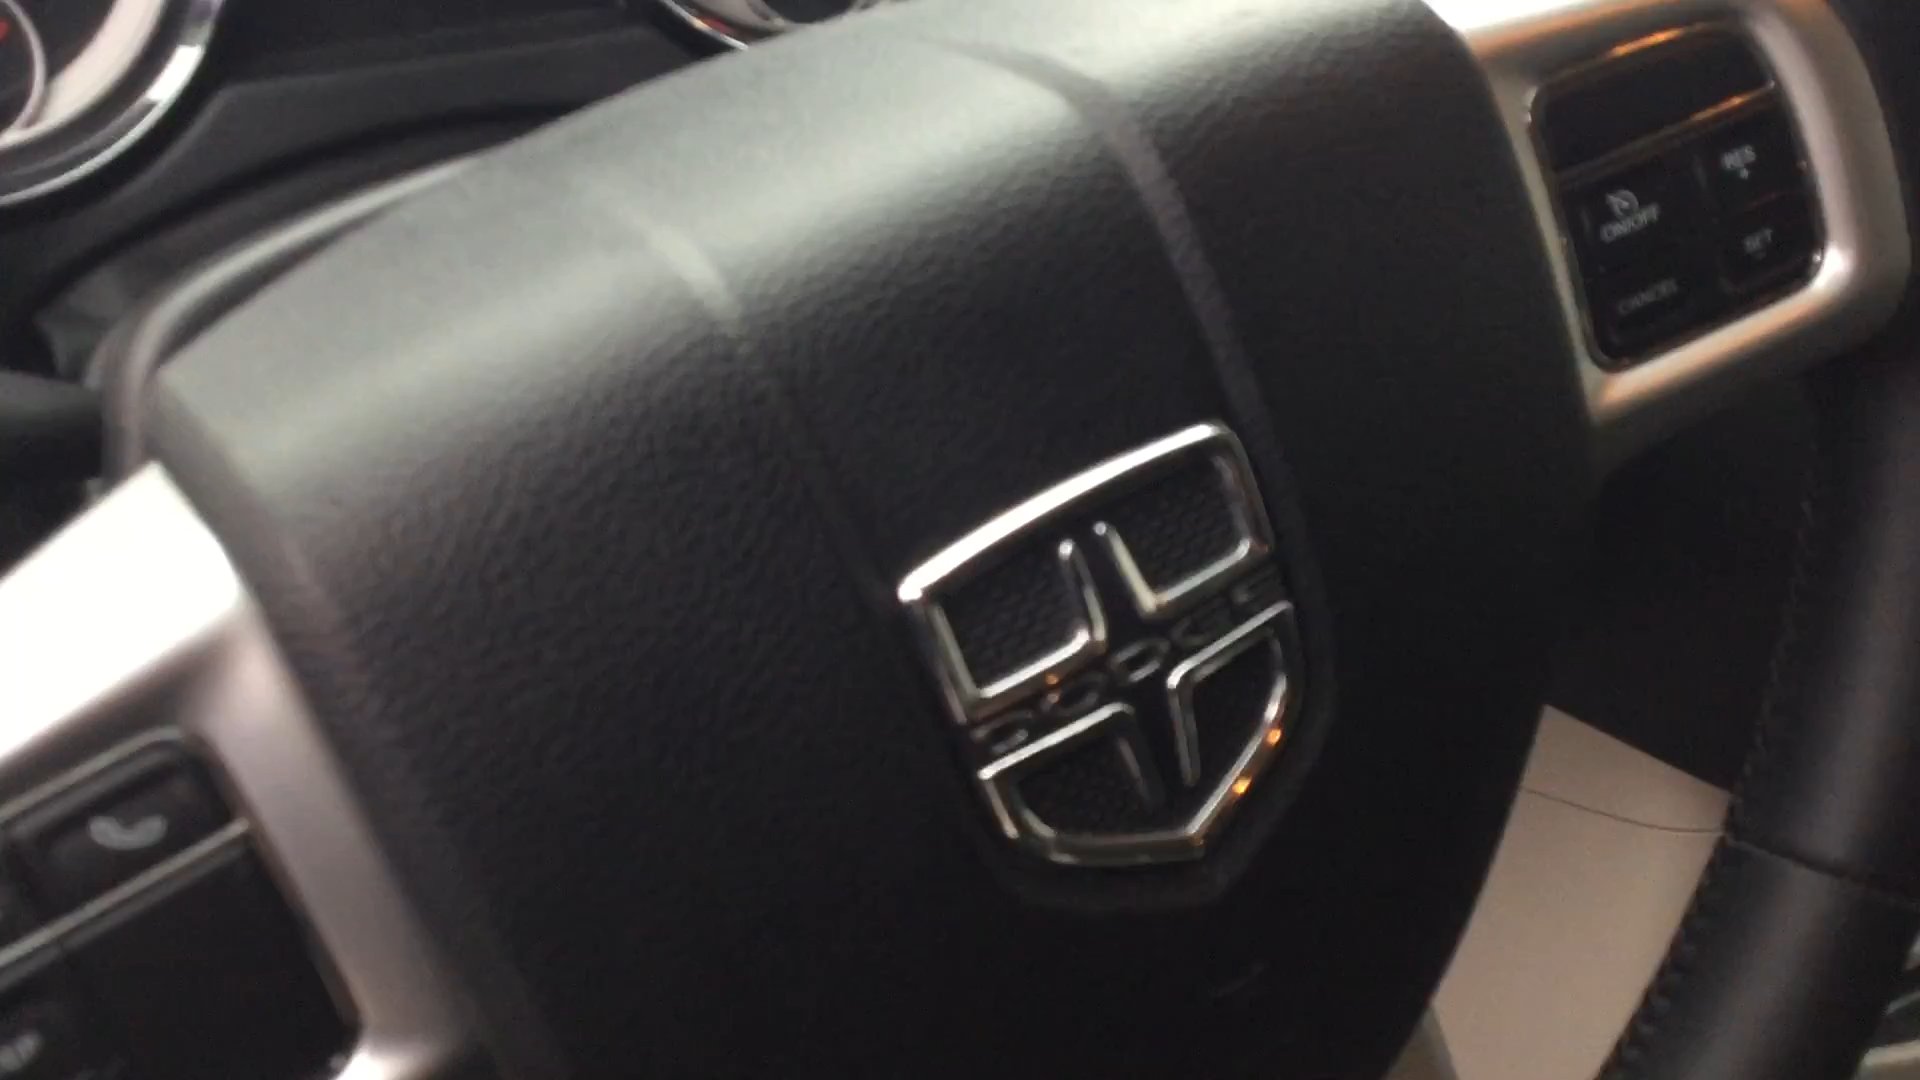 RES
+
ON/OFF
SET
-
CANCEL
DODGE